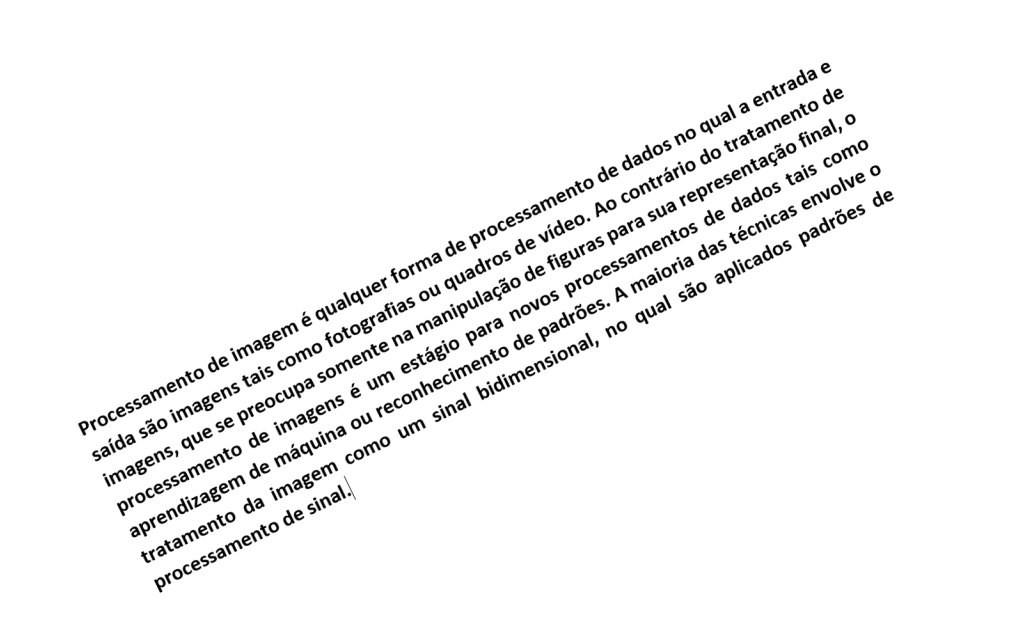 Processamento de imagem é qualquer forma de processamento de dados no qual a entrada e
saída são imagens tais como fotografias ou quadros de vídeo. Ao contrário do tratamento de
imagens, que se preocupa somente na manipulação de figuras para sua representação final, o
processamento de imagens é um estágio para novos processamentos de dados tais como
aprendizagem de máquina ou reconhecimento de padrões. A maioria das técnicas envolve o
tratamento da imagem como um sinal bidimensional, no qual são aplicados padrões de
processamento de sinal.